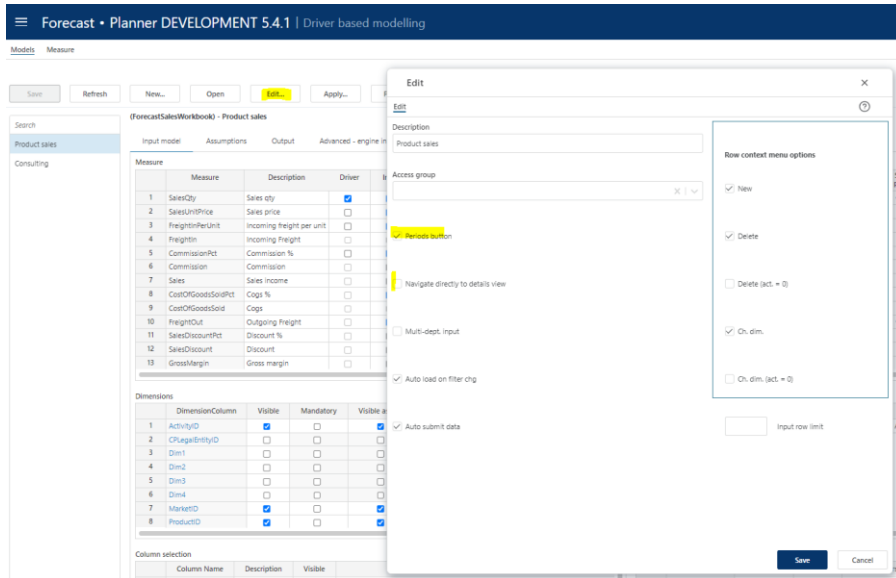 Forecast • Planner DEVELOPMENT 5.4.1 | Driver based modelling
Models Measure
Save Refresh New... Open Edit... Apply...
Search
Product sales
Consulting
(ForecastSalesWorkbook) - Product sales
Input model Assumptions Output Advanced - engine in
Measure
Measure Description Driver
1 SalesQty Sales qty
2 SalesUnitPrice Sales price
3 FreightInPerUnit Incoming freight per unit
4 FreightIn Incoming Freight
5 CommissionPct Commission %
6 Commission Commission
7 Sales Sales income
8 CostOfGoodsSoldPct Cogs %
9 CostOfGoodsSold Cogs
10 FreightOut Outgoing Freight
11 SalesDiscountPct Discount %
12 SalesDiscount Discount
13 GrossMargin Gross margin
Dimensions
DimensionColumn Visible Mandatory Visible a
1 ActivityID
2 CPLegalEntityID
3 Dim1
4 Dim2
5 Dim3
6 Dim4
7 MarketID
8 ProductID
Column selection
Column Name Description Visible
Edit
Edit
Description
Product sales
Access group
Periods button
Navigate directly to details view
Multi-dept. input
Auto load on filter chg
Auto submit data
Row context menu options
New
Delete
Delete (act. = 0)
Ch. dim.
Ch. dim. (act. = 0)
Input row limit
Save Cancel